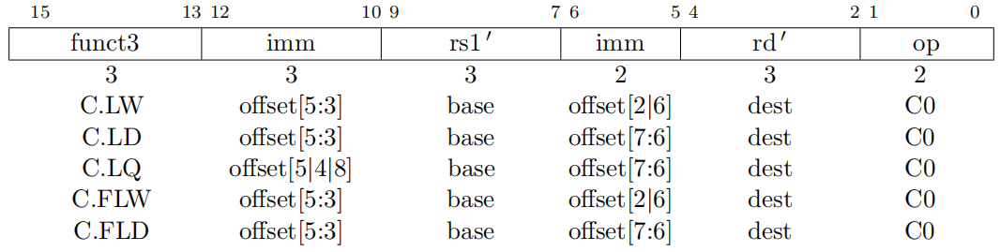 15 13 12 10 9 7 6 5 4 2 1 0
funct3 imm rs1′ imm rd′ op
3 3 3 2 3 2
C.LW offset[5:3] base offset[2|6] dest C0
C.LD offset[5:3] base offset[7:6] dest C0
C.LQ offset[5|4|8] base offset[7:6] dest C0
C.FLW offset[5:3] base offset[2|6] dest C0
C.FLD offset[5:3] base offset[7:6] dest C0